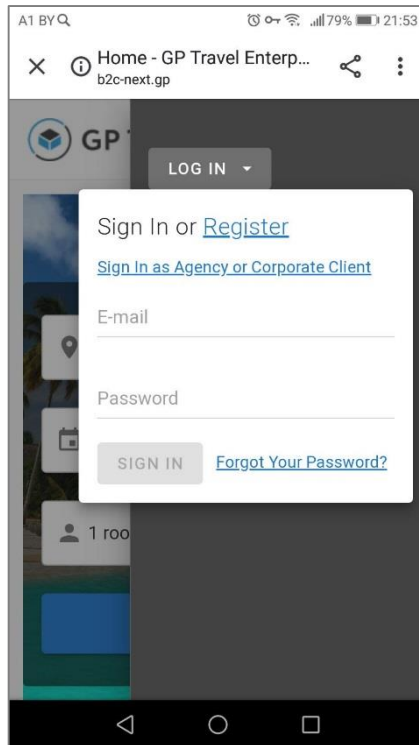 A1 BY 79% 21:53
Home - GP Travel Enterp...
b2c-next.gp
GP
LOG IN
Sign In or Register
Sign In as Agency or Corporate Client
E-mail
Password
SIGN IN Forgot Your Password?
1 roo